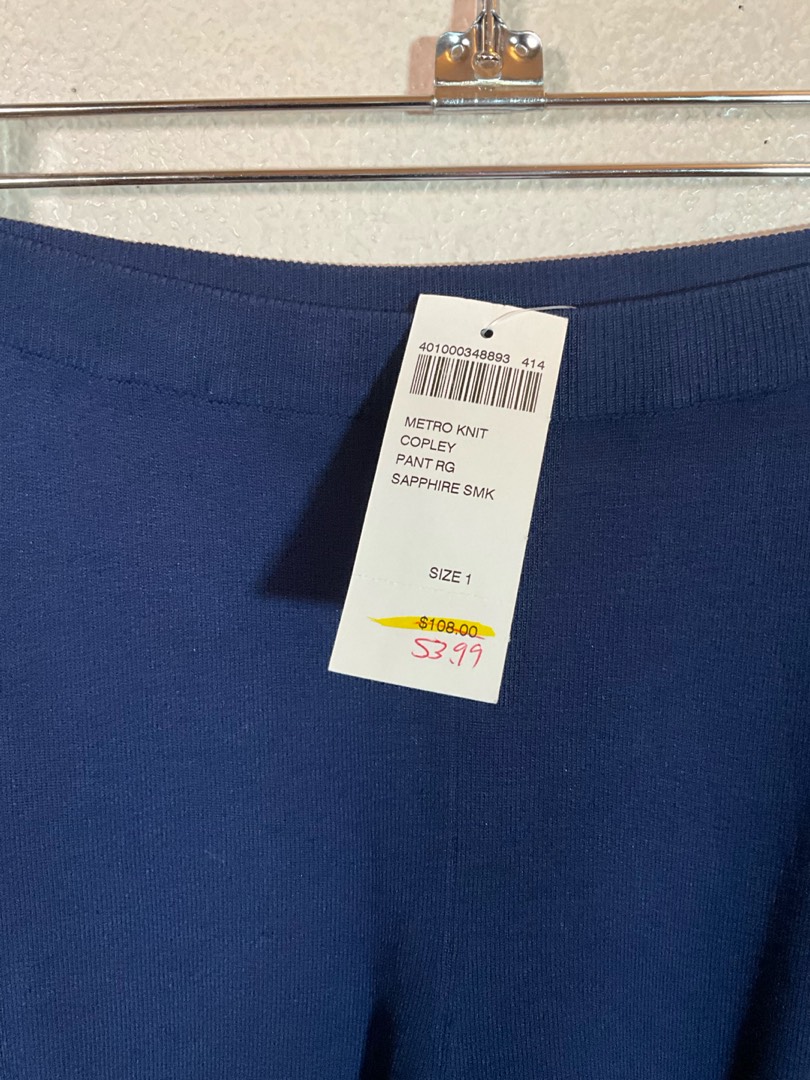 401000348893 414
METRO KNIT
COPLEY
PANT RG
SAPPHIRE SMK
SIZE 1
$108.00
53.99